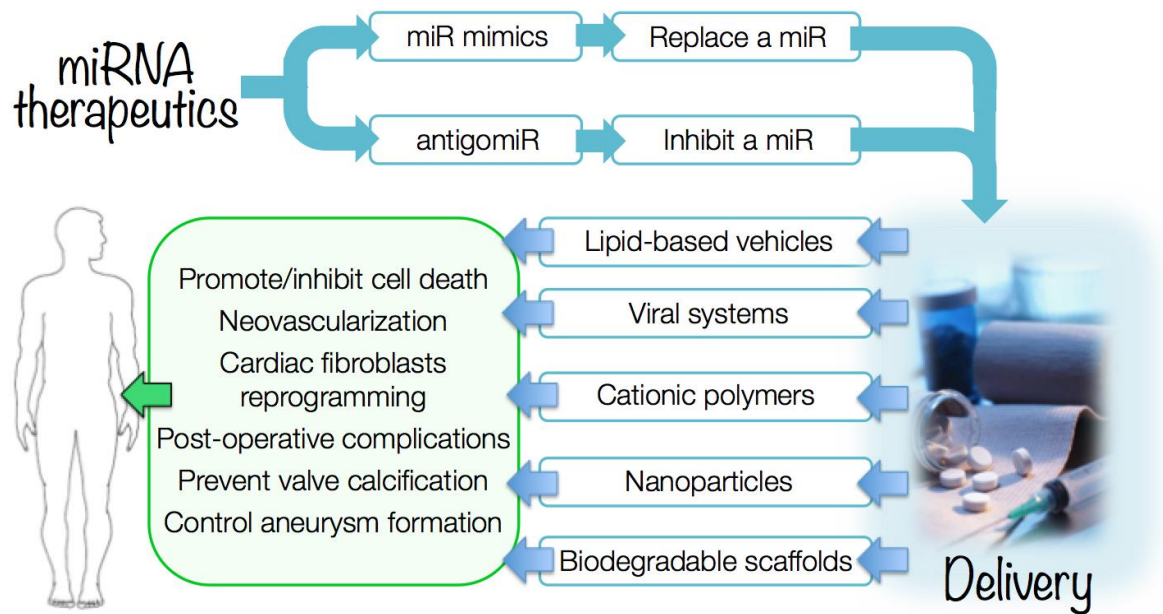 miRNA
therapeutics
miR mimics
Replace a miR
antigomiR
Inhibit a miR
Promote/inhibit cell death
Neovascularization
Cardiac fibroblasts
reprogramming
Post-operative complications
Prevent valve calcification
Control aneurysm formation
Lipid-based vehicles
Viral systems
Cationic polymers
Nanoparticles
Biodegradable scaffolds
Delivery